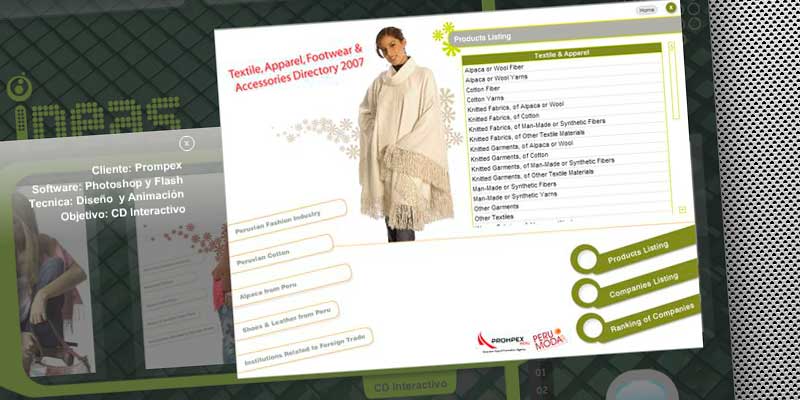 Home
x
Products Listing
Textile, Apparel, Footwear &
Accessories Directory 2007
Textile & Apparel
Alpaca or Wool Fiber
Alpaca or Wool Yarns
Cotton Fiber
Cotton Yarns
Knitted Fabrics, of Alpaca or Wool
Knitted Fabrics, of Cotton
Knitted Fabrics, of Man-Made or Synthetic Fibers
Knitted Fabrics, of Other Textile Materials
Knitted Garments, of Alpaca or Wool
Knitted Garments, of Cotton
Knitted Garments, of Man-Made or Synthetic Fibers
Knitted Garments, of Other Textile Materials
Man-Made or Synthetic Fibers
Man-Made or Synthetic Yarns
Other Garments
Other Textiles
ineas
x
Cliente: Prompex
Software: Photoshop y Flash
Tecnica: Diseño y Animación
Objetivo: CD Interactivo
Peruvian Fashion Industry
Peruvian Cotton
Alpaca from Peru
Shoes & Leather from Peru
Institutions Related to Foreign Trade
Products Listing
Companies Listing
Ranking of Companies
PROMPEX
PERU
PERU
MODA
CD Interactivo
01
02